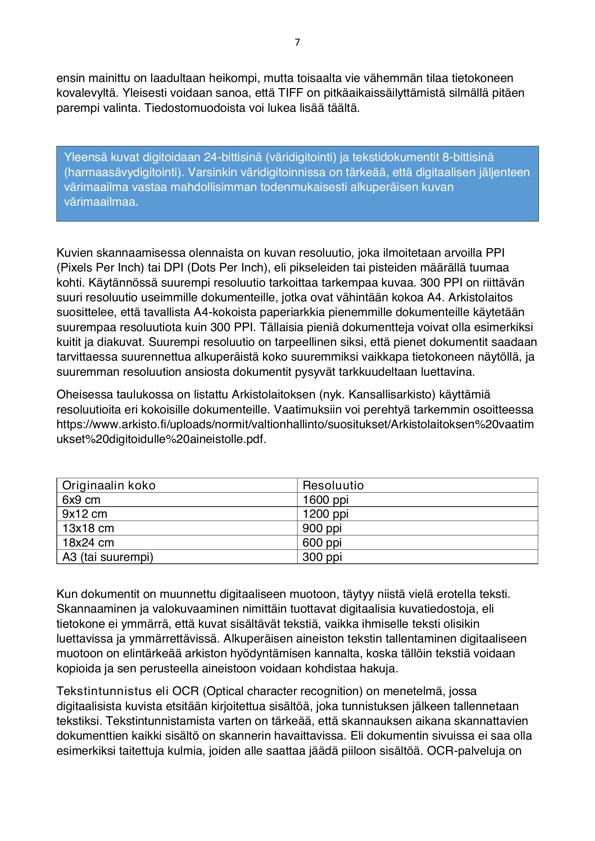 7
ensin mainittu on laadultaan heikompi, mutta toisaalta vie vähemmän tilaa tietokoneen
kovalevyltä. Yleisesti voidaan sanoa, että TIFF on pitkäaikaissäilyttämistä silmällä pitäen
parempi valinta. Tiedostomuodoista voi lukea lisää täältä.
Yleensä kuvat digitoidaan 24-bittisinä (väridigitointi) ja tekstidokumentit 8-bittisinä
(harmaasävydigitointi). Varsinkin väridigitoinnissa on tärkeää, että digitaalisen jäljenteen
värimaailma vastaa mahdollisimman todenmukaisesti alkuperäisen kuvan
värimaailmaa.
Kuvien skannaamisessa olennaista on kuvan resoluutio, joka ilmoitetaan arvoilla PPI
(Pixels Per Inch) tai DPI (Dots Per Inch), eli pikseleiden tai pisteiden määrällä tuumaa
kohti. Käytännössä suurempi resoluutio tarkoittaa tarkempaa kuvaa. 300 PPI on riittävän
suuri resoluutio useimmille dokumenteille, jotka ovat vähintään kokoa A4. Arkistolaitos
suosittelee, että tavallista A4-kokoista paperiarkkia pienemmille dokumenteille käytetään
suurempaa resoluutiota kuin 300 PPI. Tällaisia pieniä dokumentteja voivat olla esimerkiksi
kuitit ja diakuvat. Suurempi resoluutio on tarpeellinen siksi, että pienet dokumentit saadaan
tarvittaessa suurennettua alkuperäistä koko suuremmiksi vaikkapa tietokoneen näytöllä, ja
suuremman resoluution ansiosta dokumentit pysyvät tarkkuudeltaan luettavina.
Oheisessa taulukossa on listattu Arkistolaitoksen (nyk. Kansallisarkisto) käyttämiä
resoluutioita eri kokoisille dokumenteille. Vaatimuksiin voi perehtyä tarkemmin osoitteessa
https://www.arkisto.fi/uploads/normit/valtionhallinto/suositukset/Arkistolaitoksen%20vaatim
ukset%20digitoidulle%20aineistolle.pdf.
Originaalin koko Resoluutio
6x9 cm 1600 ppi
9x12 cm 1200 ppi
13x18 cm 900 ppi
18x24 cm 600 ppi
A3 (tai suurempi) 300 ppi
Kun dokumentit on muunnettu digitaaliseen muotoon, täytyy niistä vielä erotella teksti.
Skannaaminen ja valokuvaaminen nimittäin tuottavat digitaalisia kuvatiedostoja, eli
tietokone ei ymmärrä, että kuvat sisältävät tekstiä, vaikka ihmiselle teksti olisikin
luettavissa ja ymmärrettävissä. Alkuperäisen aineiston tekstin tallentaminen digitaaliseen
muotoon on elintärkeää arkiston hyödyntämisen kannalta, koska tällöin tekstiä voidaan
kopioida ja sen perusteella aineistoon voidaan kohdistaa hakuja.
Tekstintunnistus eli OCR (Optical character recognition) on menetelmä, jossa
digitaalisista kuvista etsitään kirjoitettua sisältöä, joka tunnistuksen jälkeen tallennetaan
tekstiksi. Tekstintunnistamista varten on tärkeää, että skannauksen aikana skannattavien
dokumenttien kaikki sisältö on skannerin havaittavissa. Eli dokumentin sivuissa ei saa olla
esimerkiksi taitettuja kulmia, joiden alle saattaa jäädä piiloon sisältöä. OCR-palveluja on